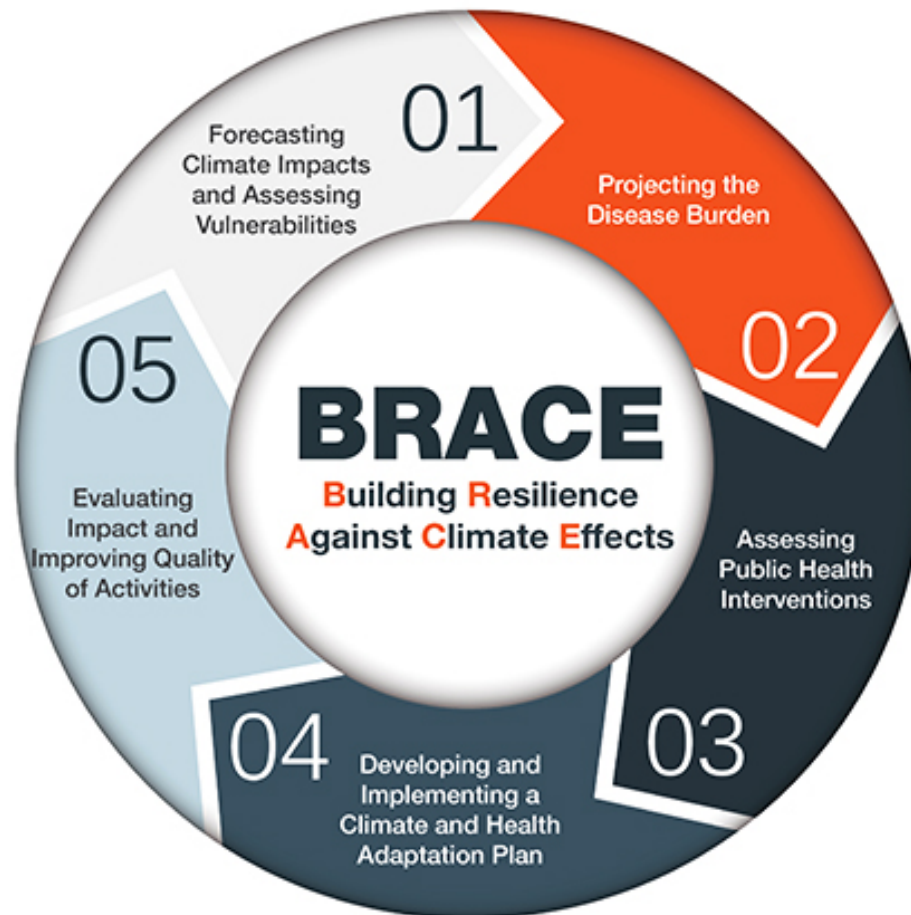 BRACE
Building Resilience
Against Climate Effects
01
Forecasting
Climate Impacts
and Assessing
Vulnerabilities
Projecting the
Disease Burden
02
Assessing
Public Health
Interventions
03
04
Developing and
Implementing a
Climate and Health
Adaptation Plan
05
Evaluating
Impact and
Improving Quality
of Activities